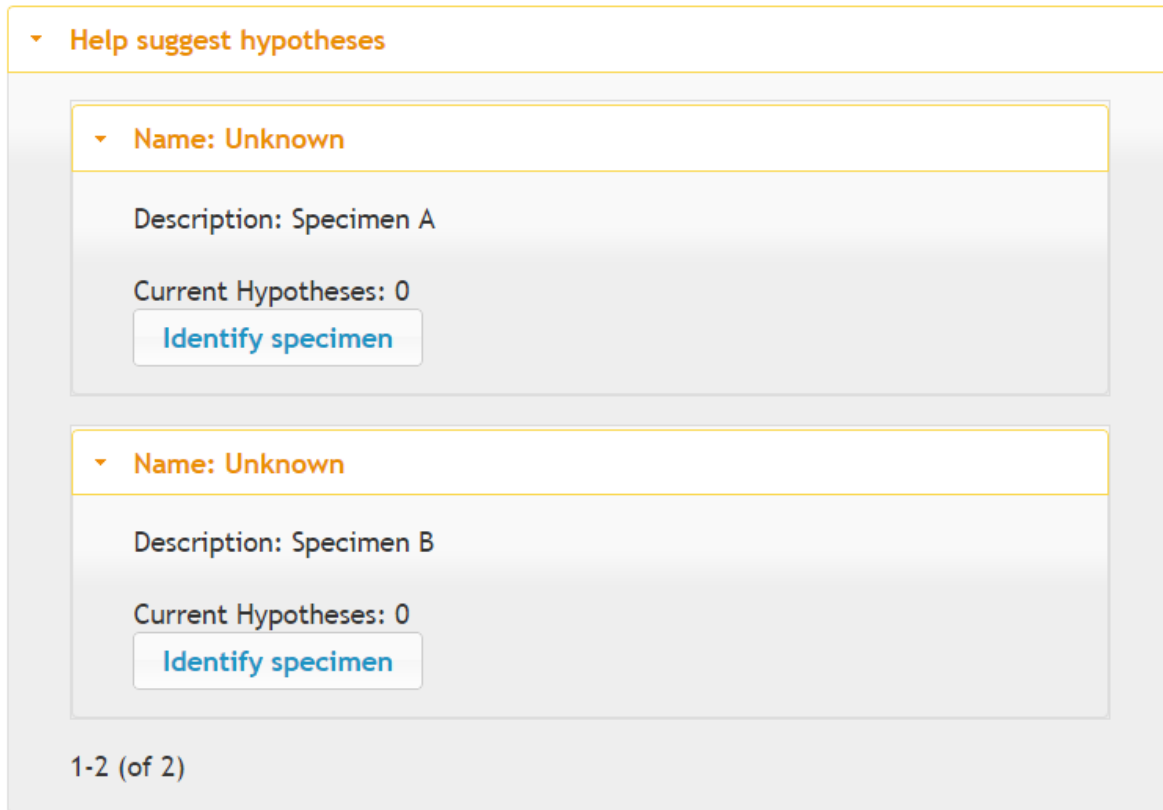 Help suggest hypotheses
Name: Unknown
Description: Specimen A
Current Hypotheses: 0
Identify specimen
Name: Unknown
Description: Specimen B
Current Hypotheses: 0
Identify specimen
1-2 (of 2)